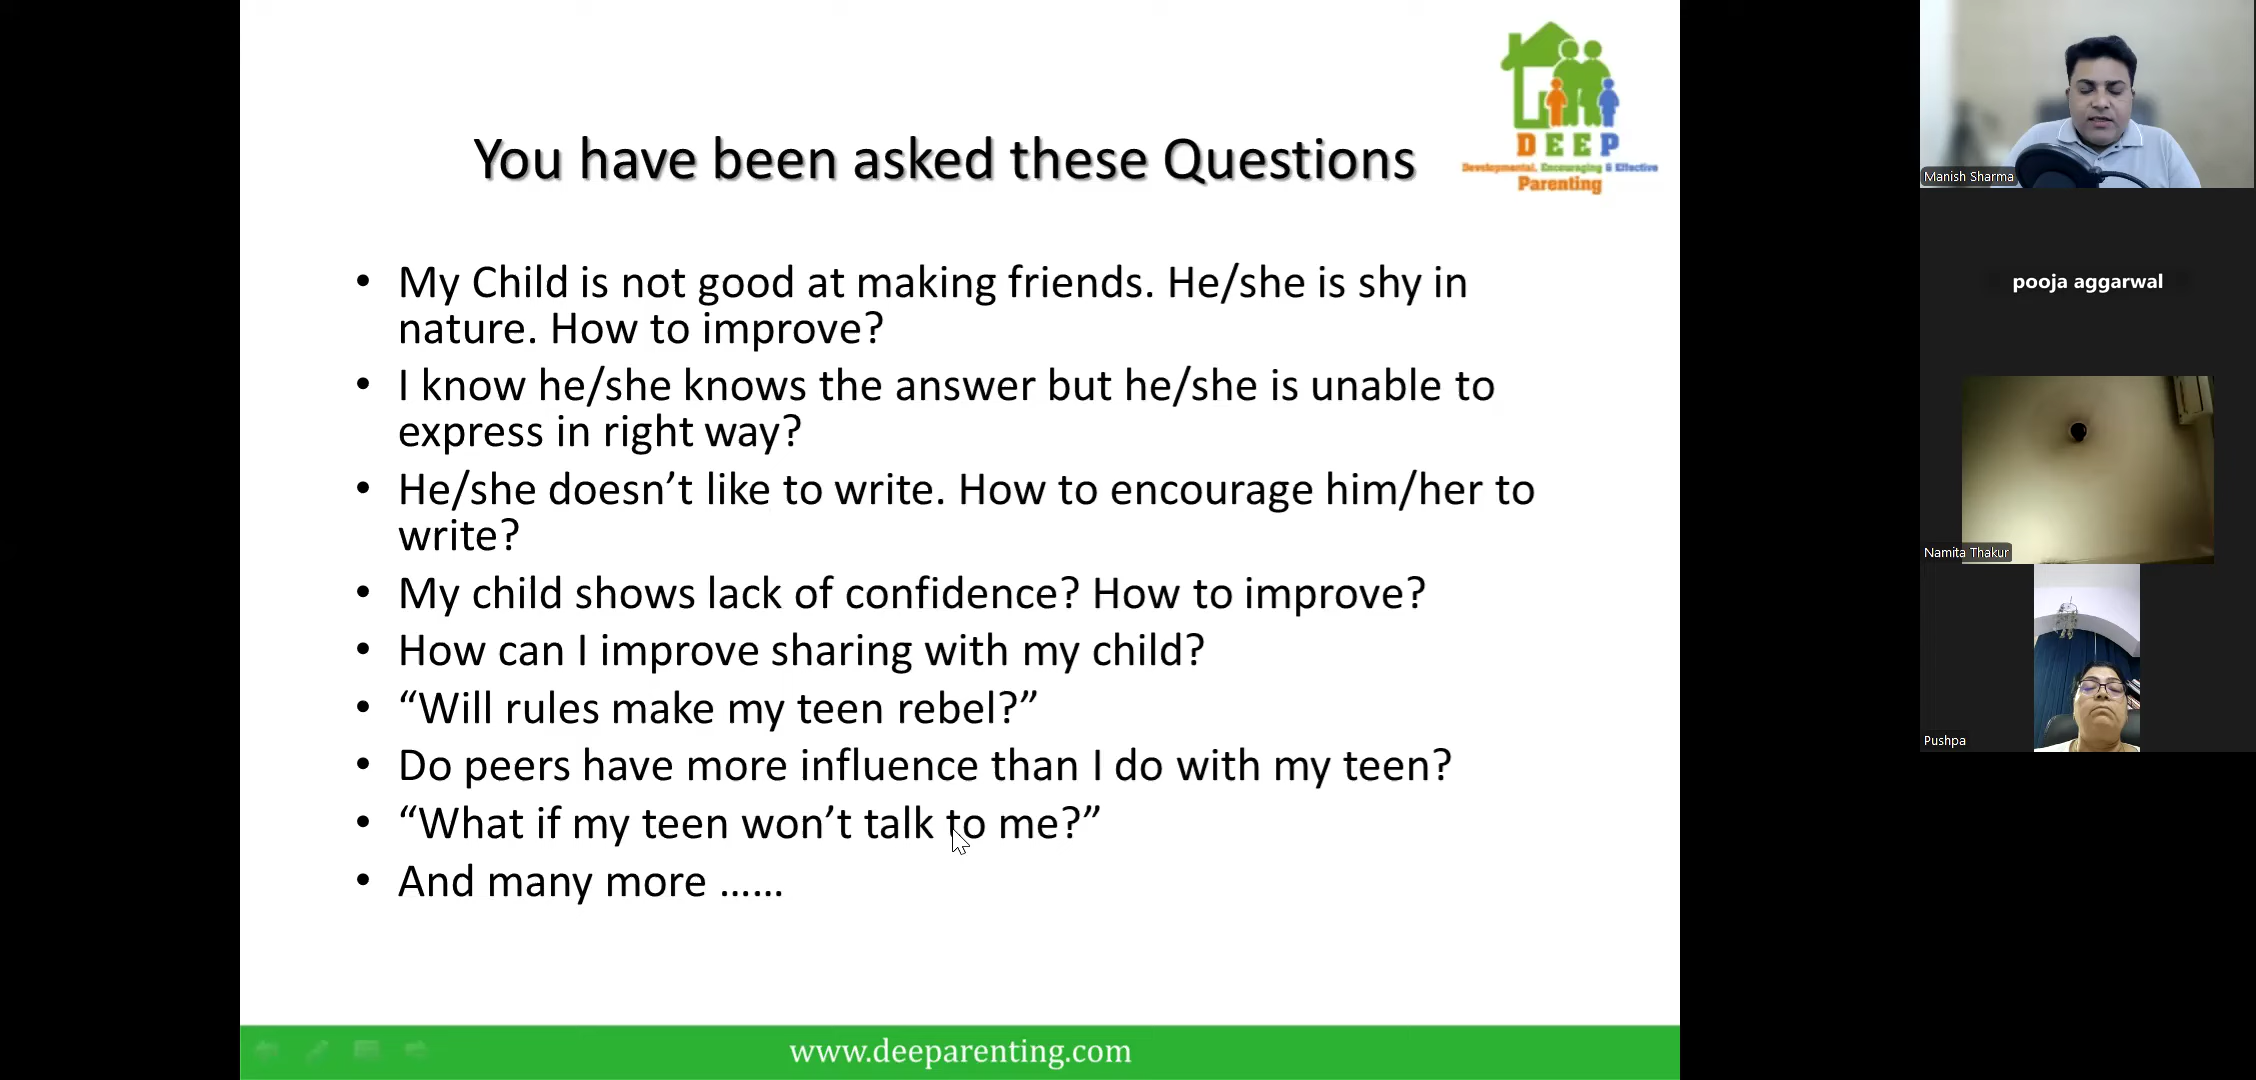 You have been asked these Questions
DEEP
Developmental, Encouraging & Effective
Parenting
• My Child is not good at making friends. He/she is shy in
nature. How to improve?
• I know he/she knows the answer but he/she is unable to
express in right way?
• He/she doesn’t like to write. How to encourage him/her to
write?
• My child shows lack of confidence? How to improve?
• How can I improve sharing with my child?
• “Will rules make my teen rebel?”
• Do peers have more influence than I do with my teen?
• “What if my teen won’t talk to me?”
• And many more ......
www.deeparenting.com
Manish Sharma
pooja aggarwal
Namita Thakur
Pushpa